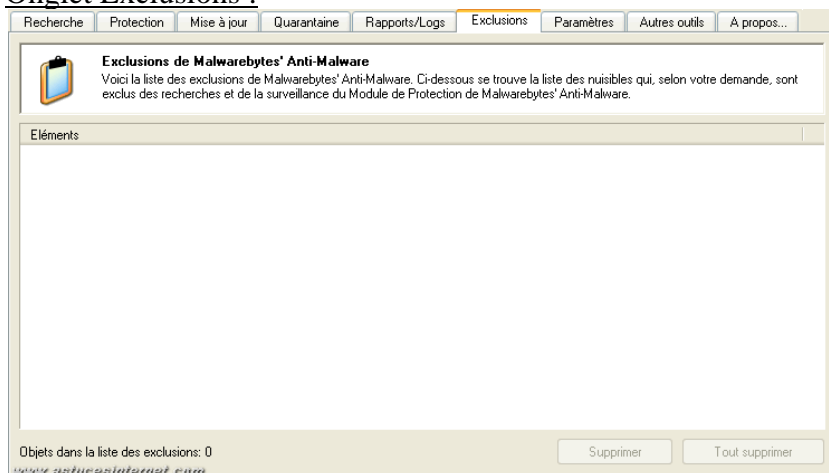 Onglet Exclusions :
Recherche Protection Mise à jour Quarantaine Rapports/Logs Exclusions Paramètres Autres outils A propos...
Exclusions de Malwarebytes' Anti-Malware
Voici la liste des exclusions de Malwarebytes' Anti-Malware. Ci-dessous se trouve la liste des nuisibles qui, selon votre demande, sont
exclus des recherches et de la surveillance du Module de Protection de Malwarebytes' Anti-Malware.
Eléments
Objets dans la liste des exclusions: 0 Supprimer Tout supprimer
www.astucesinternet.com